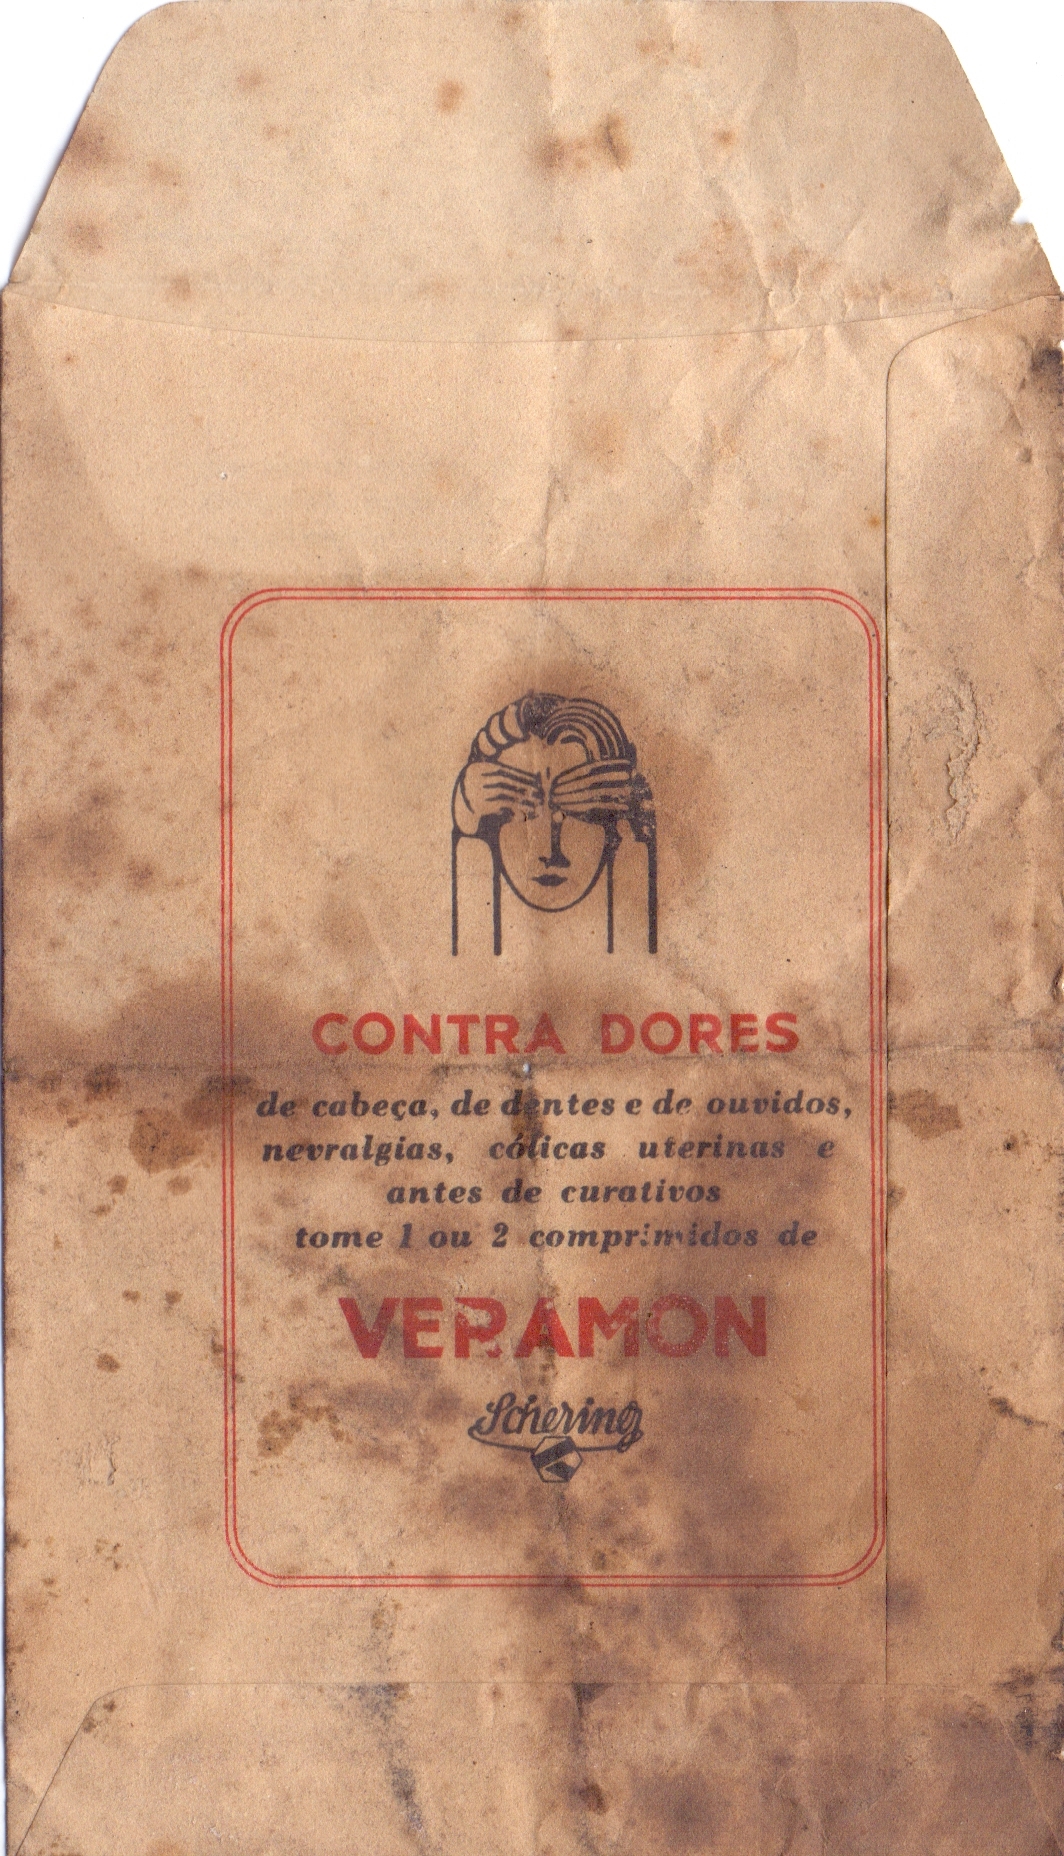 CONTRA DORES
de cabeça, de dentes e de ouvidos,
nevralgias, cólicas uterinas e
antes de curativos
tome 1 ou 2 comprimidos de
VERAMON
Schering